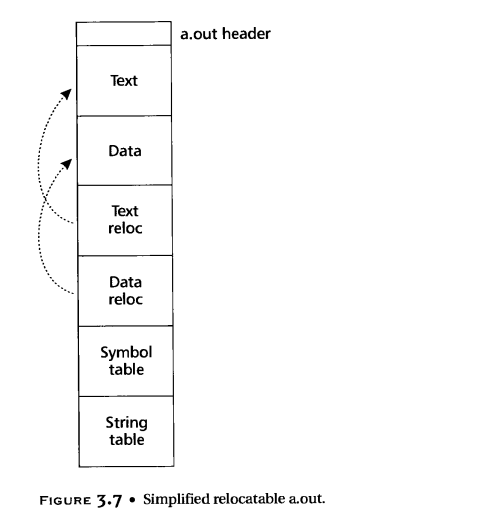 a.out header
Text
Data
Text
reloc
Data
reloc
Symbol
table
String
table
FIGURE 3.7 • Simplified relocatable a.out.